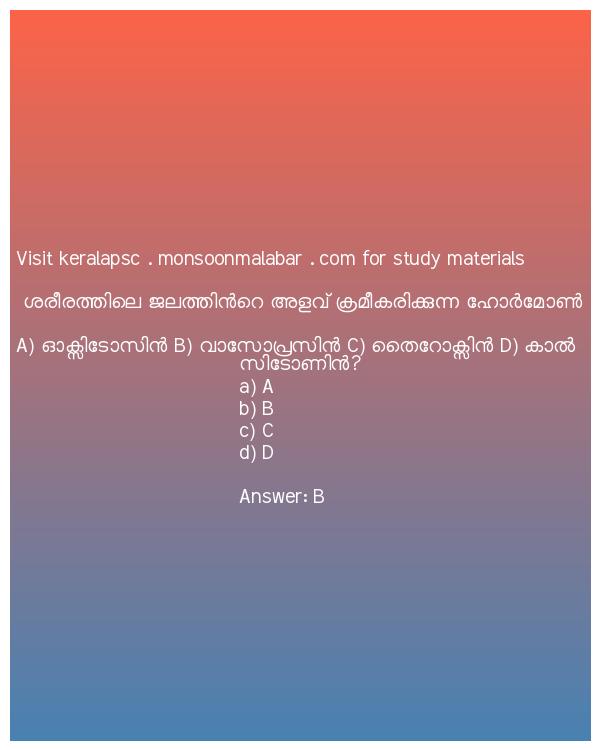 Visit keralapsc . monsoonmalabar . com for study materials
ശരീരത്തിലെ ജലത്തിൻറെ അളവ് ക്രമീകരിക്കുന്ന ഹോർമോൺ
A) ഓക്സിടോസിൻ B) വാസോപ്രസിൻ C) തൈറോക്സിൻ D) കാൽ
സിടോണിൻ?
a) A
b) B
c) C
d) D
Answer: B